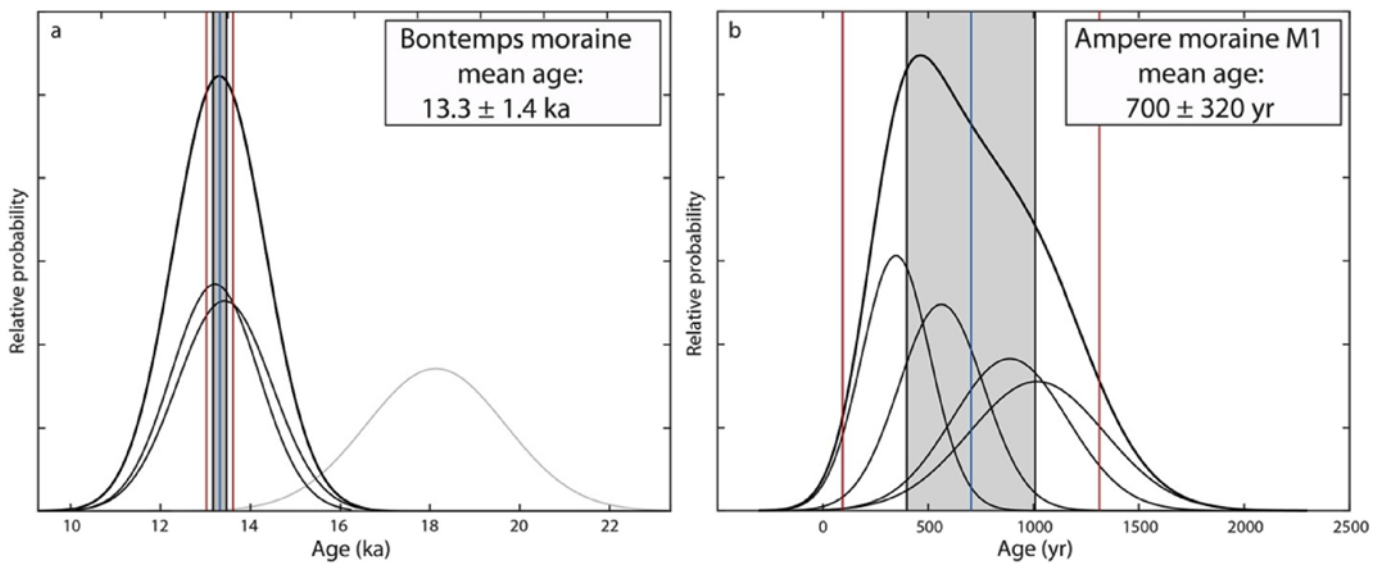 a
Bontemps moraine
mean age:
13.3 ± 1.4 ka
Relative probability
10 12 14 16 18 20 22
Age (ka)
b
Ampere moraine M1
mean age:
700 ± 320 yr
Relative probability
0 500 1000 1500 2000 2500
Age (yr)